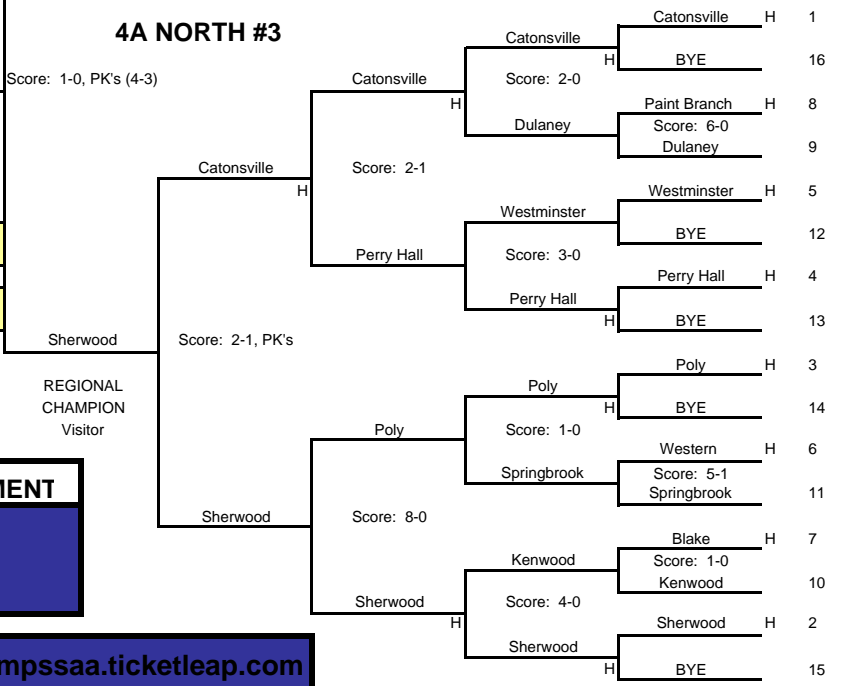 4A NORTH #3
Catonsville H 1
Catonsville
H BYE 16
Score: 1-0, PK's (4-3)
Catonsville
Score: 2-0
H
Paint Branch H 8
Dulaney
Score: 6-0
Dulaney 9
Catonsville
Score: 2-1
H
Westminster H 5
Westminster
BYE 12
Perry Hall
Score: 3-0
Perry Hall H 4
Perry Hall
H BYE 13
Sherwood
Score: 2-1, PK's
REGIONAL
CHAMPION
Visitor
Poly H 3
Poly
H BYE 14
Poly
Score: 1-0
Western H 6
Springbrook
Score: 5-1
Springbrook 11
MENT
Sherwood
Score: 8-0
Blake H 7
Kenwood
Score: 1-0
Kenwood 10
Sherwood
Score: 4-0
H
Sherwood H 2
Sherwood
H BYE 15
mpssaa.ticketleap.com